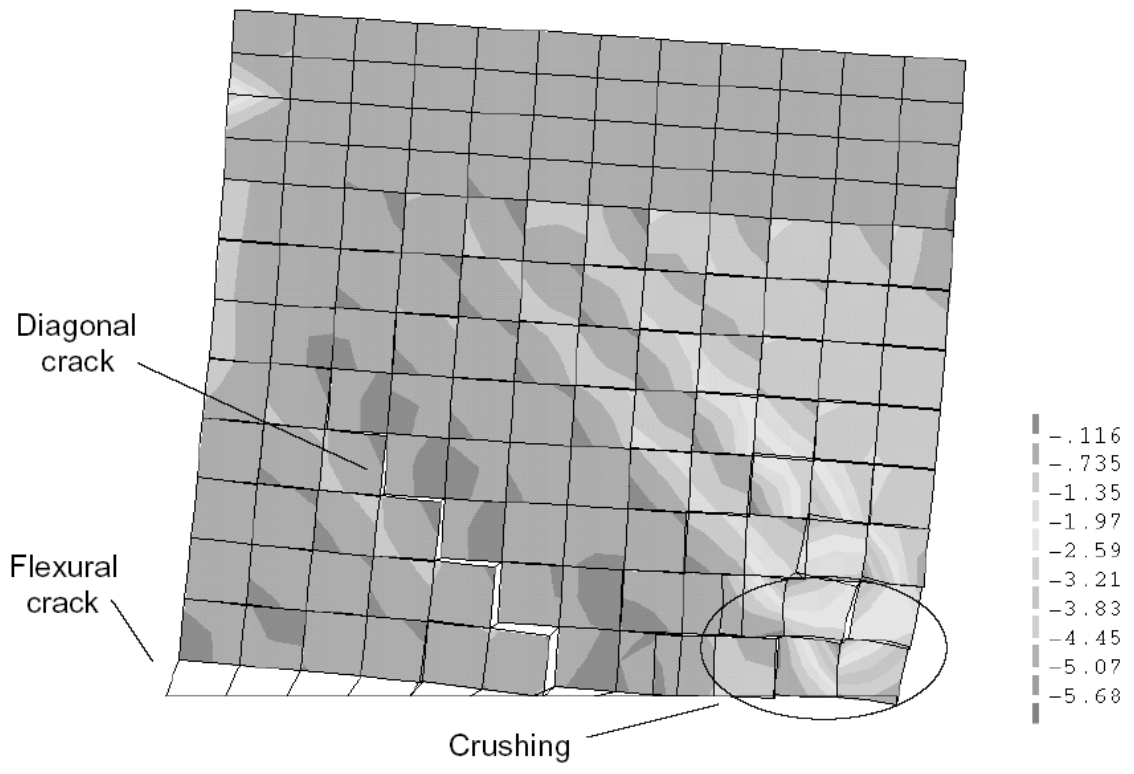 Diagonal
crack
Flexural
crack
Crushing
-.116
-.735
-1.35
-1.97
-2.59
-3.21
-3.83
-4.45
-5.07
-5.68